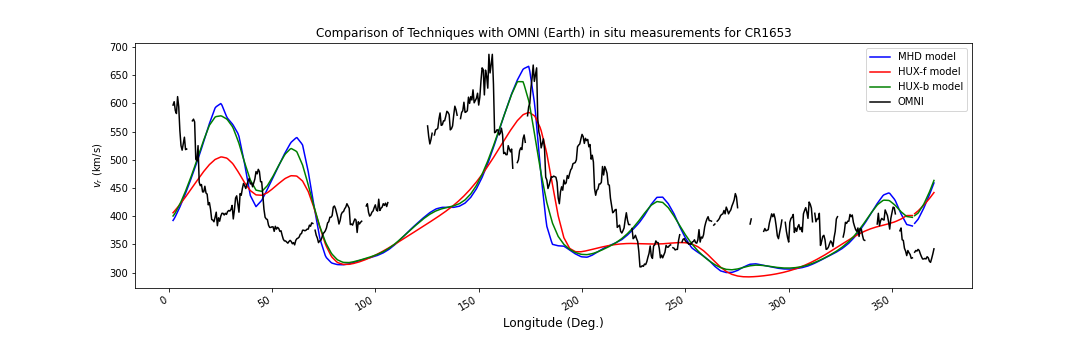 Comparison of Techniques with OMNI (Earth) in situ measurements for CR1653
700
650
600
550
500
450
400
350
300
v_r (km/s)
MHD model
HUX-f model
HUX-b model
OMNI
0
50
100
150
200
250
300
350
Longitude (Deg.)